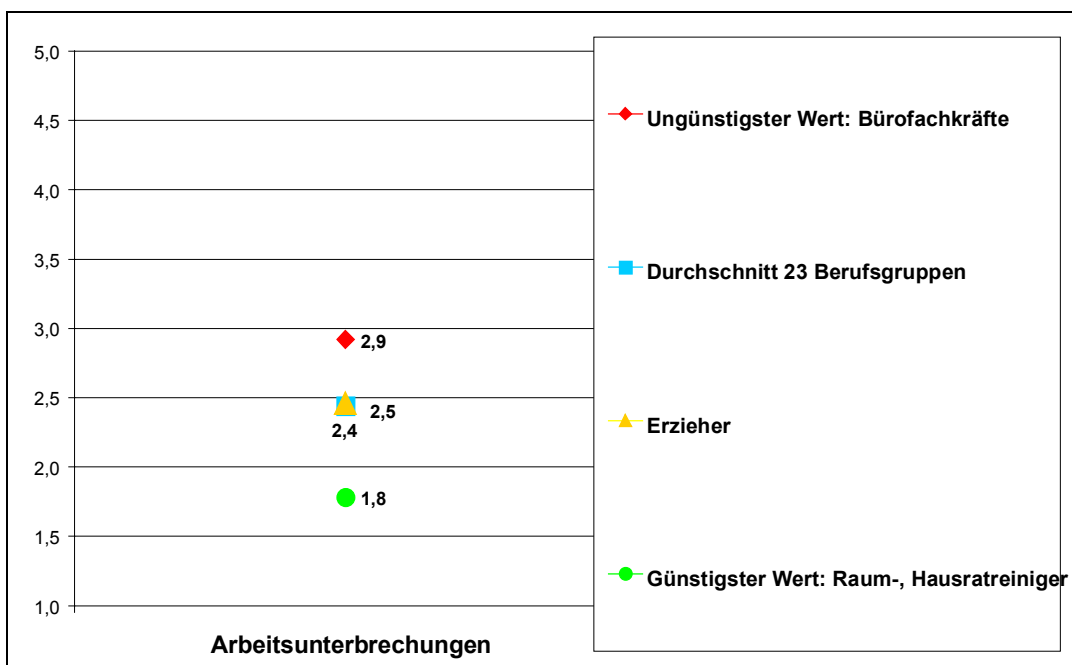 5,0
4,5
4,0
3,5
3,0
2,5
2,0
1,5
1,0
2,9
2,5
2,4
1,8
Arbeitsunterbrechungen
Ungünstigster Wert: Bürofachkräfte
Durchschnitt 23 Berufsgruppen
Erzieher
Günstigster Wert: Raum-, Hausratreiniger